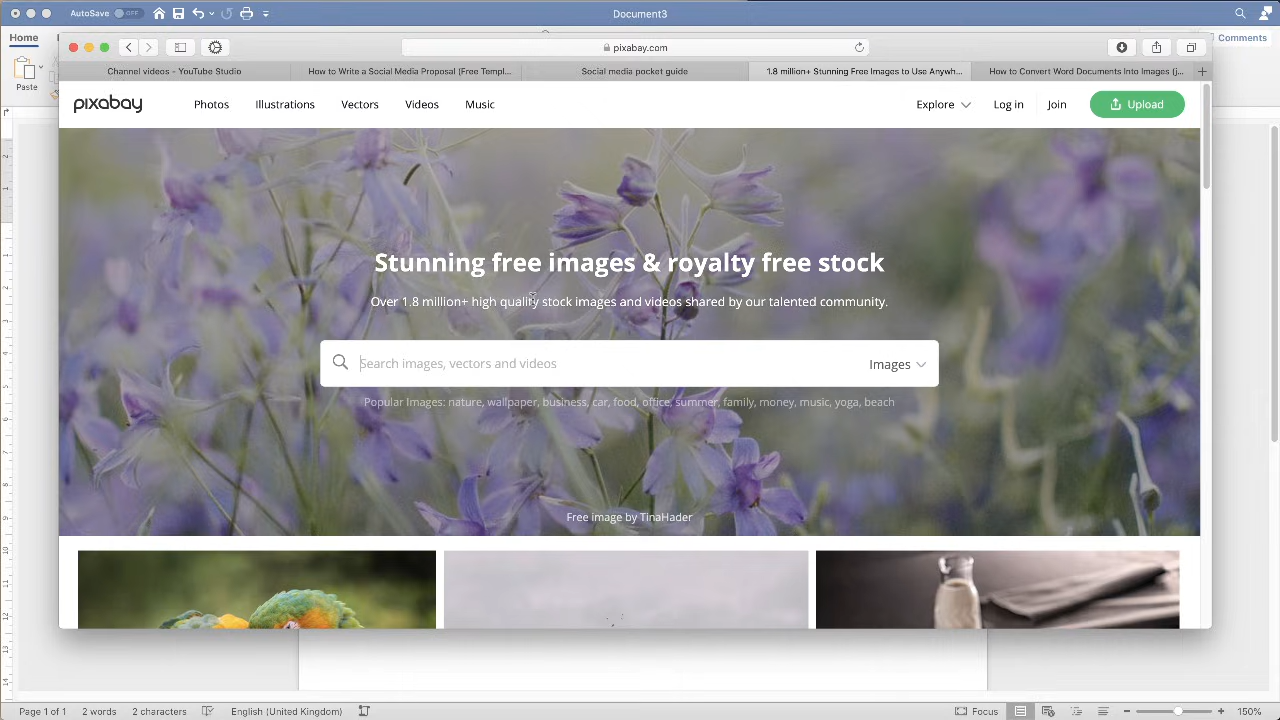 AutoSave OFF
Document3
Home
Comments
Paste
pixabay.com
Channel videos - YouTube Studio
How to Write a Social Media Proposal (Free Templ...
Social media pocket guide
1.8 million+ Stunning Free Images to Use Anywh...
How to Convert Word Documents Into Images (j...
pixabay
Photos
Illustrations
Vectors
Videos
Music
Explore
Log in
Join
Upload
Stunning free images & royalty free stock
Over 1.8 million+ high quality stock images and videos shared by our talented community.
Search images, vectors and videos
Images
Popular Images: nature, wallpaper, business, car, food, office, summer, family, money, music, yoga, beach
Free image by TinaHader
Page 1 of 1
2 words
2 characters
English (United Kingdom)
Focus
150%